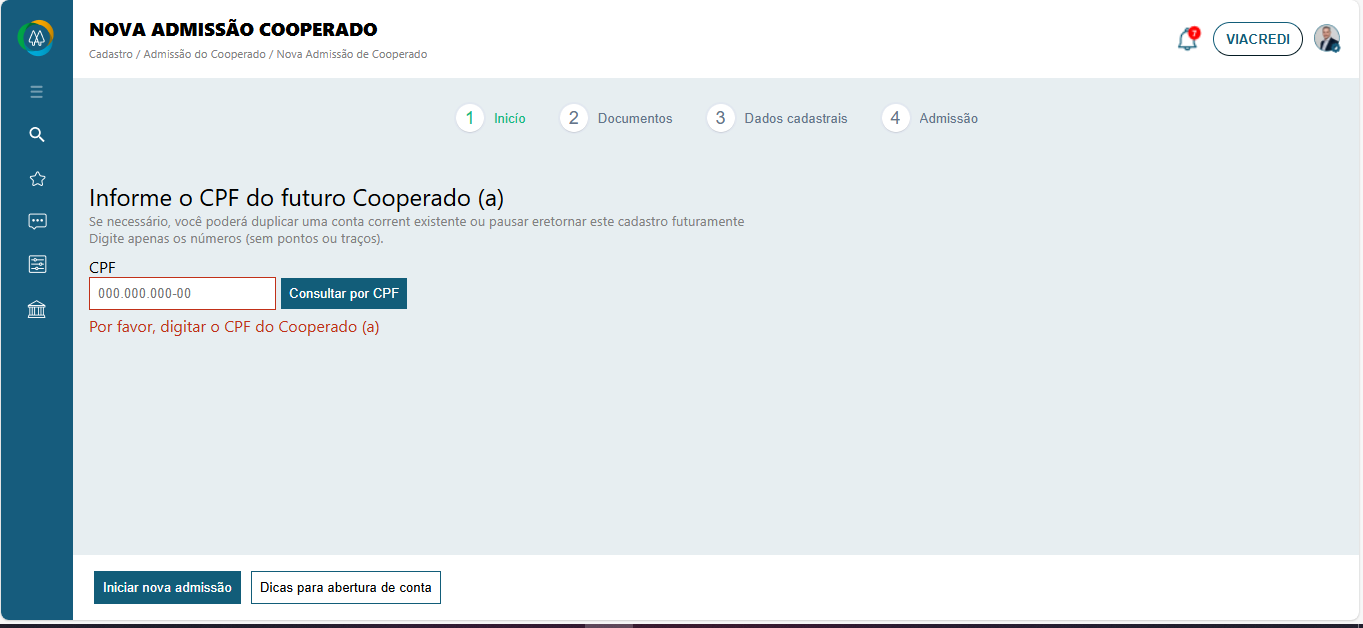 NOVA ADMISSÃO COOPERADO
Cadastro / Admissão do Cooperado / Nova Admissão de Cooperado
7
VIACREDI
1 Inicío
2 Documentos
3 Dados cadastrais
4 Admissão
Informe o CPF do futuro Cooperado (a)
Se necessário, você poderá duplicar uma conta corrent existente ou pausar eretornar este cadastro futuramente
Digite apenas os números (sem pontos ou traços).
CPF
000.000.000-00
Consultar por CPF
Por favor, digitar o CPF do Cooperado (a)
Iniciar nova admissão
Dicas para abertura de conta